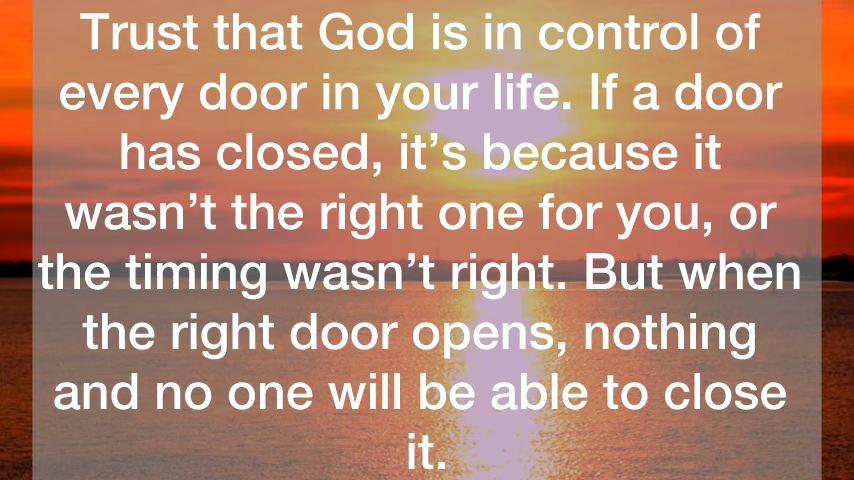 Trust that God is in control of
every door in your life. If a door
has closed, it’s because it
wasn’t the right one for you, or
the timing wasn’t right. But when
the right door opens, nothing
and no one will be able to close
it.